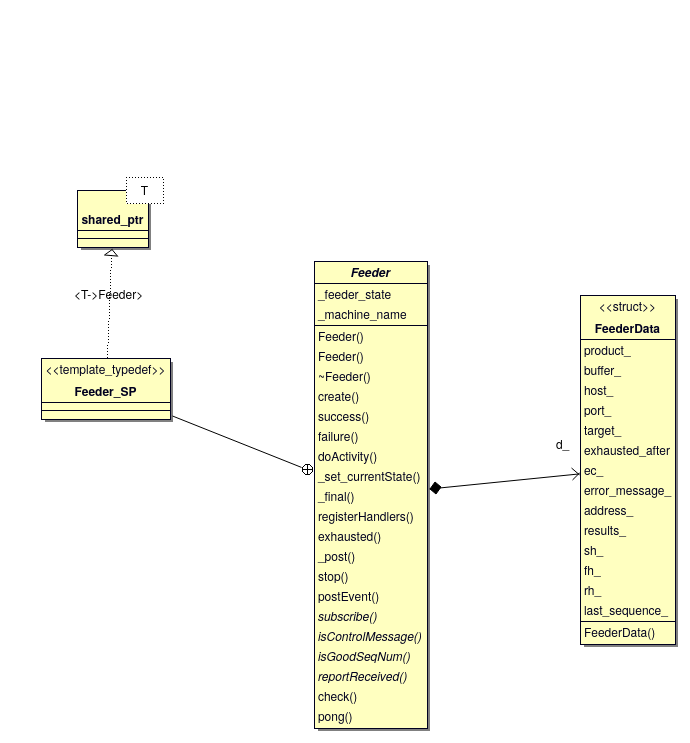 T
shared_ptr
<T->Feeder>
<<template_typedef>>
Feeder_SP
Feeder
_feeder_state
_machine_name
Feeder()
Feeder()
~Feeder()
create()
success()
failure()
doActivity()
_set_currentState()
_final()
registerHandlers()
exhausted()
_post()
stop()
postEvent()
subscribe()
isControlMessage()
isGoodSeqNum()
reportReceived()
check()
pong()
d_
<<struct>>
FeederData
product_
buffer_
host_
port_
target_
exhausted_after
ec_
error_message_
address_
results_
sh_
fh_
rh_
last_sequence_
FeederData()